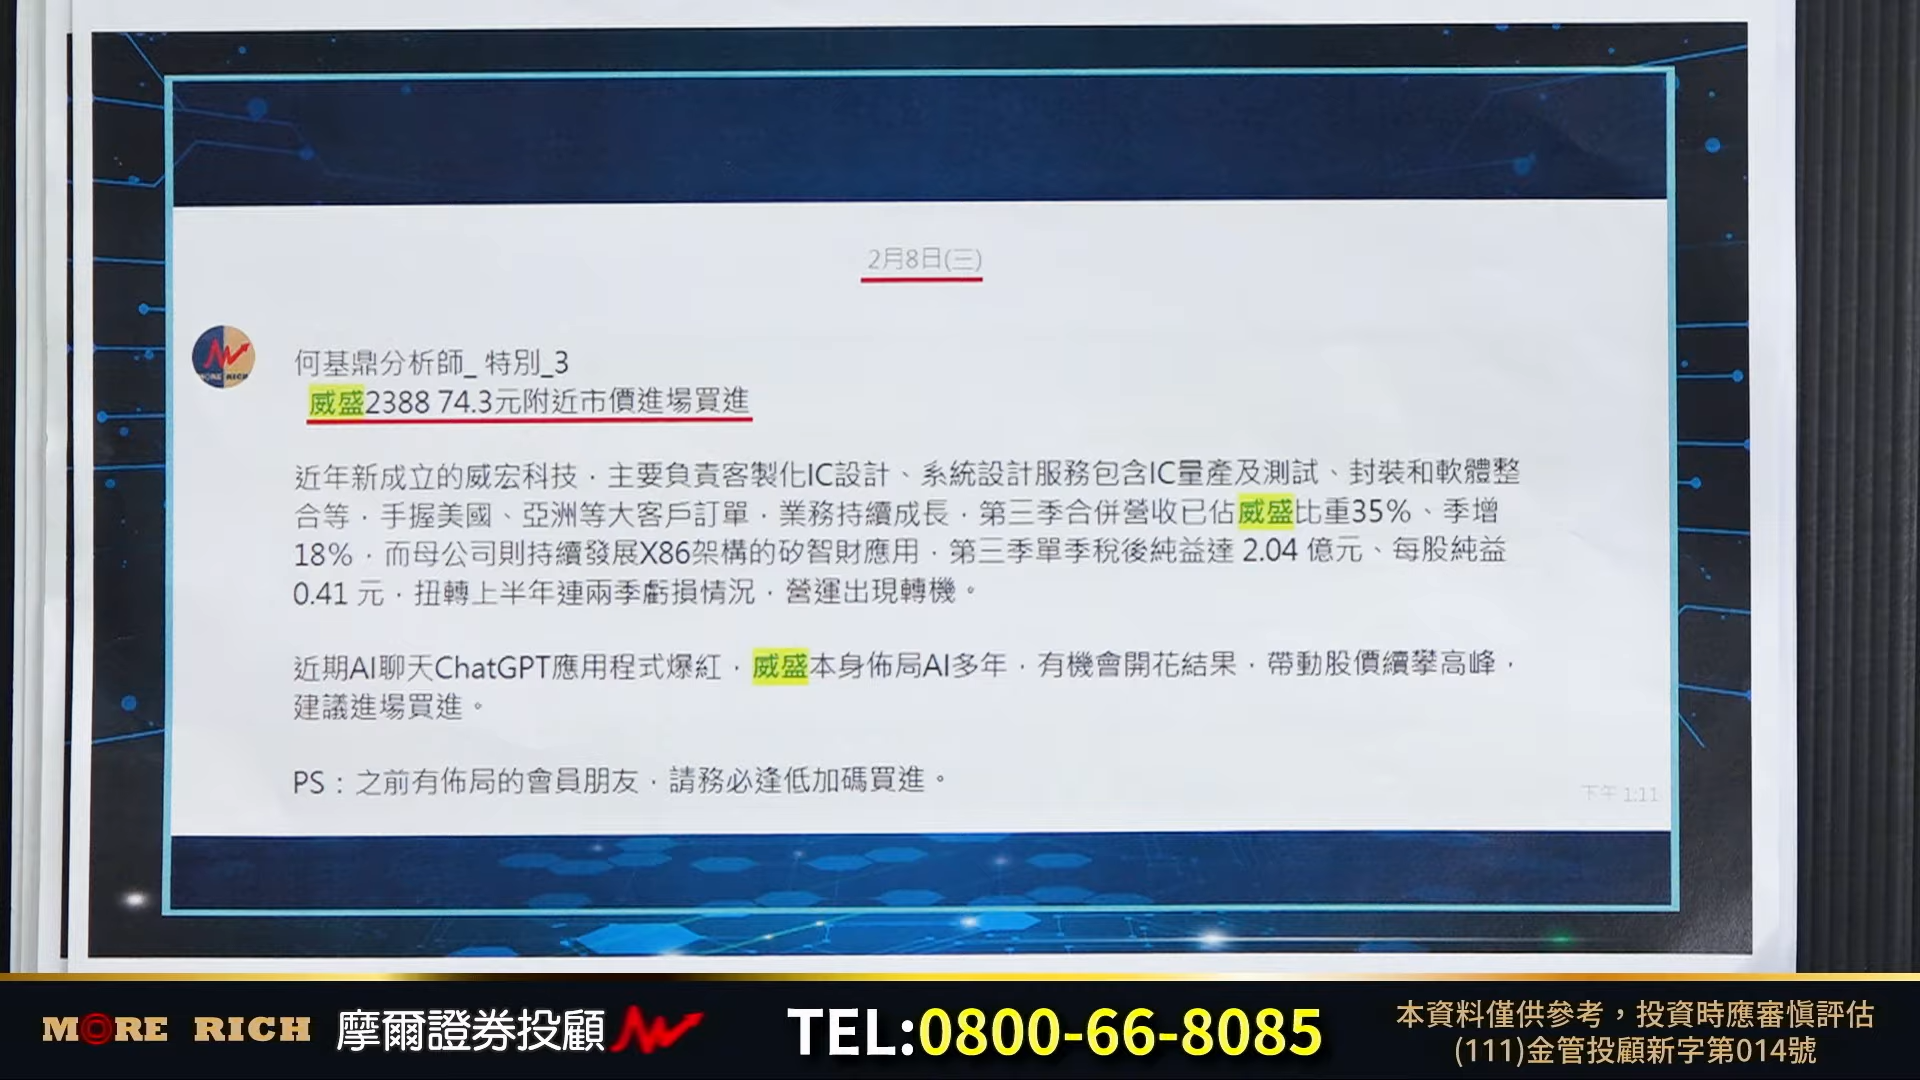 2月8日(三)
何基鼎分析師_ 特別_3
威盛2388 74.3元附近市價進場買進
近年新成立的威宏科技，主要負責客製化IC設計、系統設計服務包含IC量產及測試、封裝和軟體整
合等，手握美國、亞洲等大客戶訂單，業務持續成長，第三季合併營收已佔威盛比重35%、季增
18%，而母公司則持續發展X86架構的矽智財應用，第三季單季稅後純益達 2.04 億元、每股純益
0.41 元，扭轉上半年連兩季虧損情況，營運出現轉機。
近期AI聊天ChatGPT應用程式爆紅，威盛本身佈局AI多年，有機會開花結果，帶動股價續攀高峰，
建議進場買進。
PS：之前有佈局的會員朋友，請務必逢低加碼買進。
下午 1:11
MORE RICH 摩爾證券投顧
TEL:0800-66-8085
本資料僅供參考，投資時應審慎評估
(111)金管投顧新字第014號